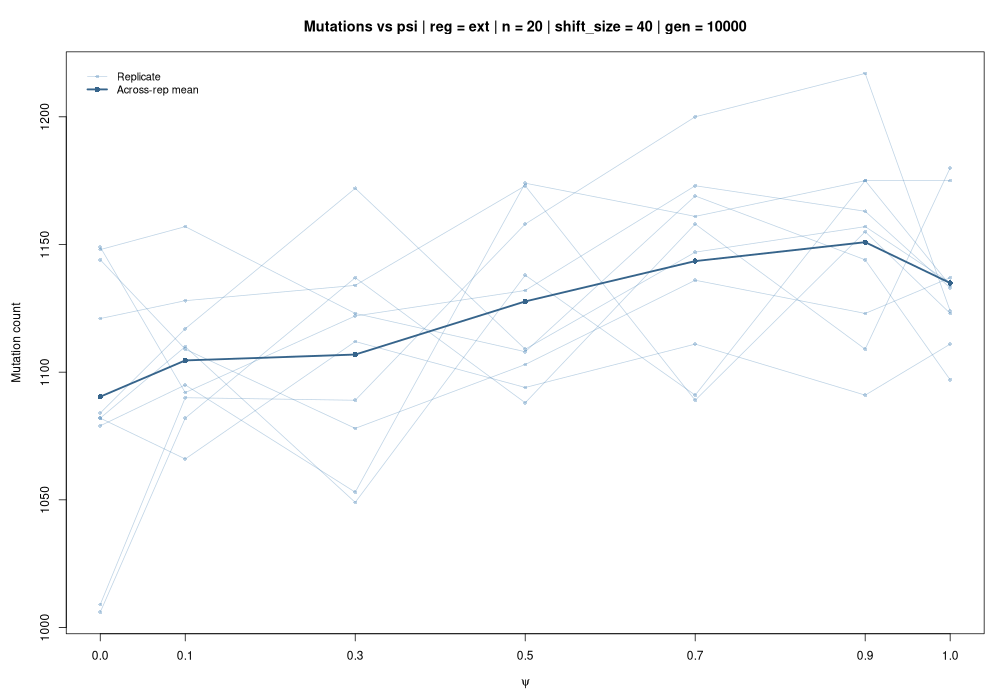 Mutations vs psi | reg = ext | n = 20 | shift_size = 40 | gen = 10000
Replicate
Across-rep mean
Mutation count
1200
1150
1100
1050
1000
0.0 0.1 0.3 0.5 0.7 0.9 1.0
ψ